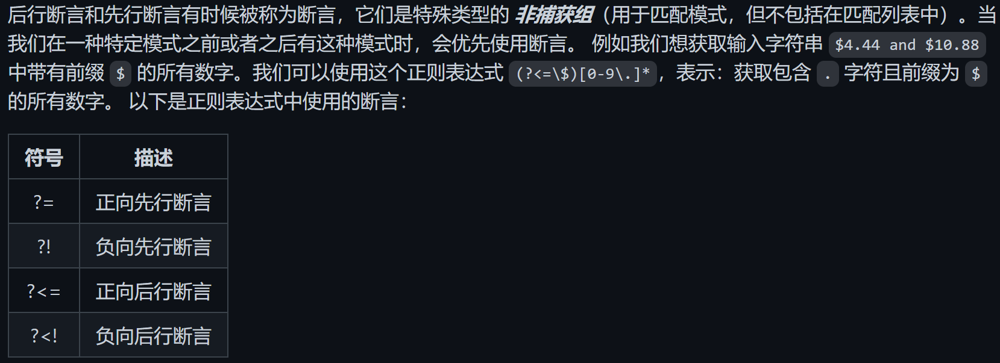 后行断言和先行断言有时候被称为断言，它们是特殊类型的 非捕获组（用于匹配模式，但不包括在匹配列表中）。当
我们在一种特定模式之前或者之后有这种模式时，会优先使用断言。 例如我们想获取输入字符串 $4.44 and $10.88
中带有前缀 $ 的所有数字。我们可以使用这个正则表达式 (?<=\$)[0-9\.]*，表示：获取包含 . 字符且前缀为 $
的所有数字。 以下是正则表达式中使用的断言：
符号 描述
?= 正向先行断言
?! 负向先行断言
?<= 正向后行断言
?<! 负向后行断言